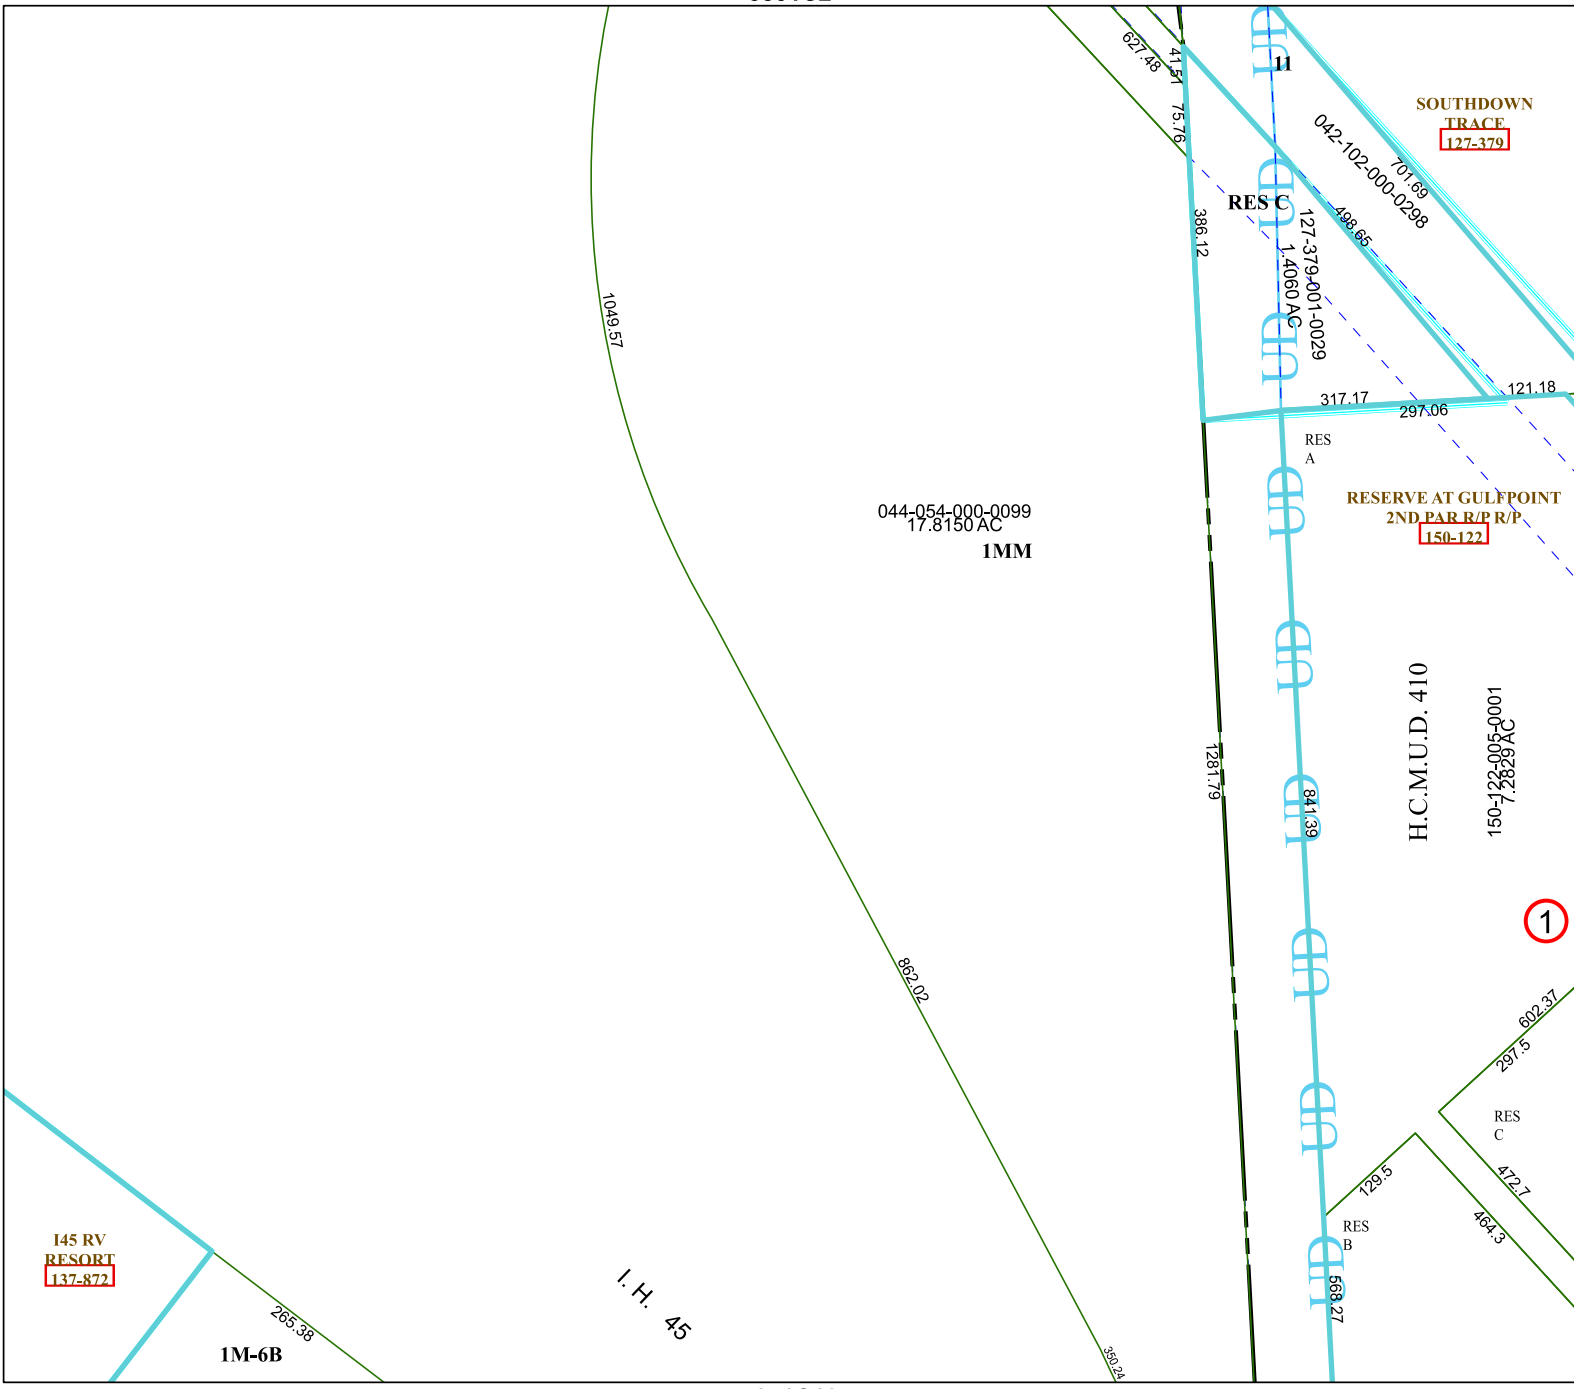 627.48
41.51
75.76
11
SOUTHDOWN
TRACE
127-379
042-102-000-0298
701.69
RES C
386.12
498.65
127-379-001-0029
1.4060 AC
1049.57
317.17
297.06
121.18
RES
A
044-054-000-0099
17.8150 AC
1MM
RESERVE AT GULFPOINT
2ND PAR R/P R/P
150-122
H.C.M.U.D. 410
150-122-005-0001
7.2829 AC
1281.79
841.39
1
862.02
602.37
297.5
RES
C
472.7
129.5
464.3
RES
B
568.27
I45 RV
RESORT
137-872
265.38
1M-6B
I. H. 45
350.24